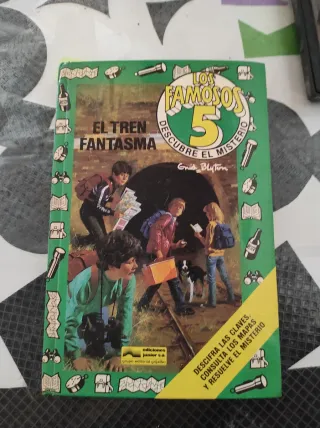 LOS
FAMOSOS
5
DESCUBRE EL MISTERIO
EL TREN
FANTASMA
Enid Blyton
DESCIFRA LAS CLAVES,
CONSULTA LOS MAPAS
Y RESUELVE EL MISTERIO
ediciones
junior s.a.